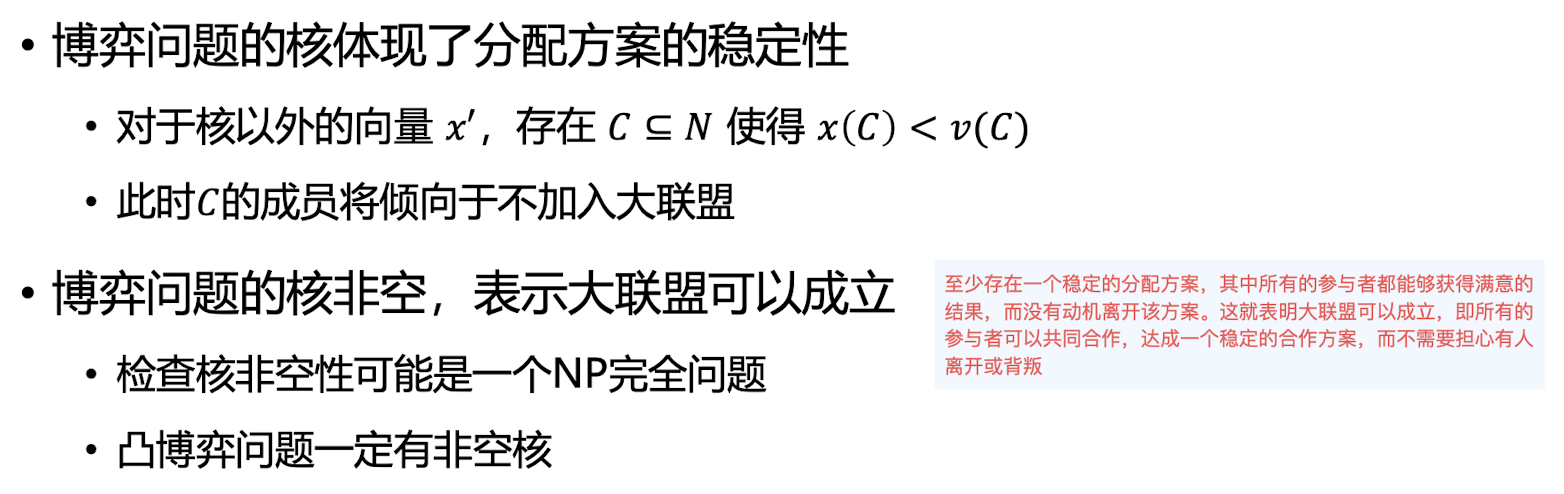 • 博弈问题的核体现了分配方案的稳定性
• 对于核以外的向量 x′，存在 C ⊆ N 使得 x(C) < v(C)
• 此时C的成员将倾向于不加入大联盟
• 博弈问题的核非空，表示大联盟可以成立
至少存在一个稳定的分配方案，其中所有的参与者都能够获得满意的
结果，而没有动机离开该方案。这就表明大联盟可以成立，即所有的
参与者可以共同合作，达成一个稳定的合作方案，而不需要担心有人
离开或背叛
• 检查核非空性可能是一个NP完全问题
• 凸博弈问题一定有非空核